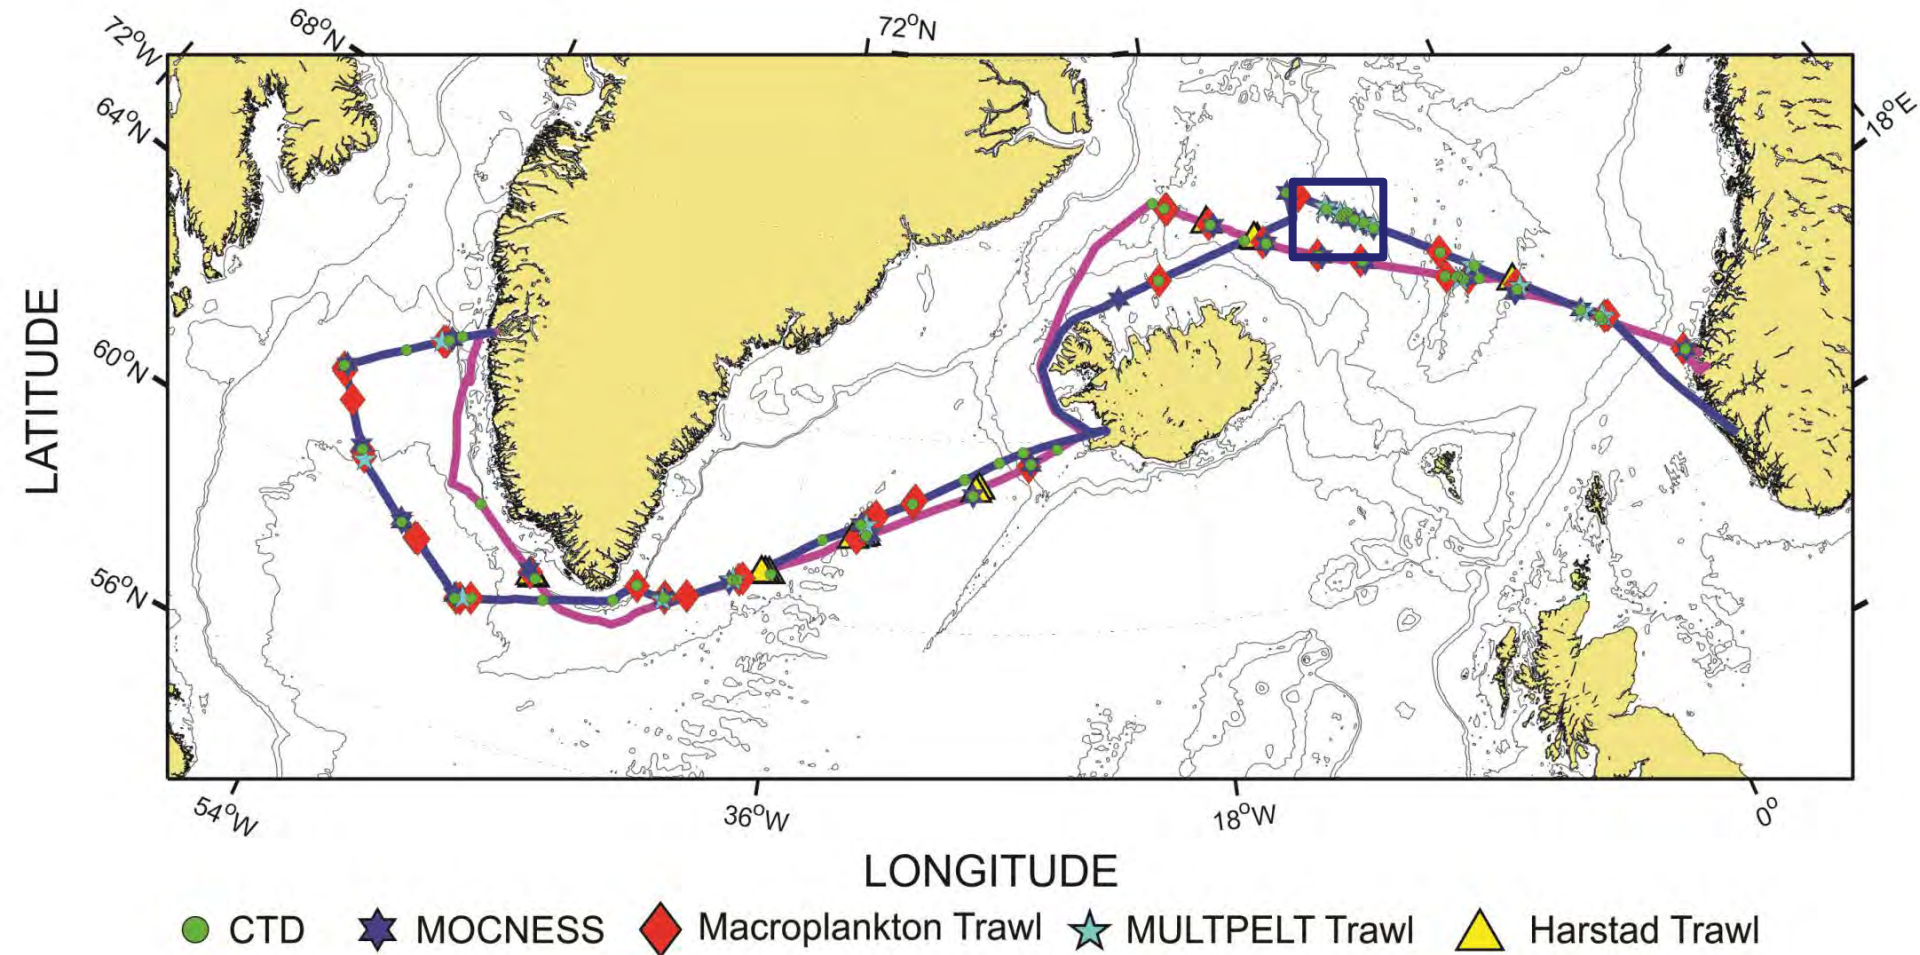 72°N
68°N
72°W
64°N
18°E
60°N
56°N
LATITUDE
54°W
36°W
18°W
0°
LONGITUDE
CTD MOCNESS Macroplankton Trawl MULTPELT Trawl Harstad Trawl